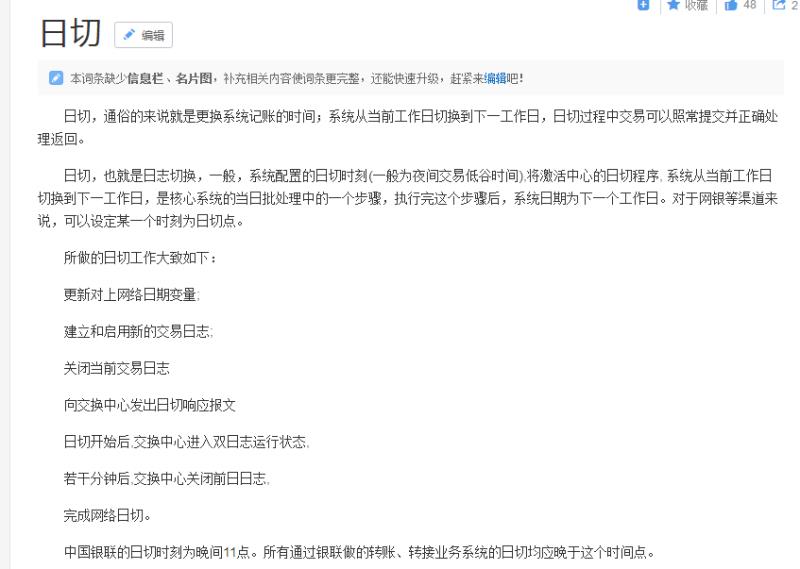 收藏 48 2
日切 编辑
本词条缺少信息栏、名片图，补充相关内容使词条更完整，还能快速升级，赶紧来编辑吧！
日切，通俗的来说就是更换系统记账的时间；系统从当前工作日切换到下一工作日，日切过程中交易可以照常提交并正确处
理返回。
日切，也就是日志切换，一般，系统配置的日切时刻(一般为夜间交易低谷时间),将激活中心的日切程序, 系统从当前工作日
切换到下一工作日，是核心系统的当日批处理中的一个步骤，执行完这个步骤后，系统日期为下一个工作日。对于网银等渠道来
说，可以设定某一个时刻为日切点。
所做的日切工作大致如下：
更新对上网络日期变量;
建立和启用新的交易日志;
关闭当前交易日志
向交换中心发出日切响应报文
日切开始后,交换中心进入双日志运行状态,
若干分钟后,交换中心关闭前日日志,
完成网络日切。
中国银联的日切时刻为晚间11点。所有通过银联做的转账、转接业务系统的日切均应晚于这个时间点。